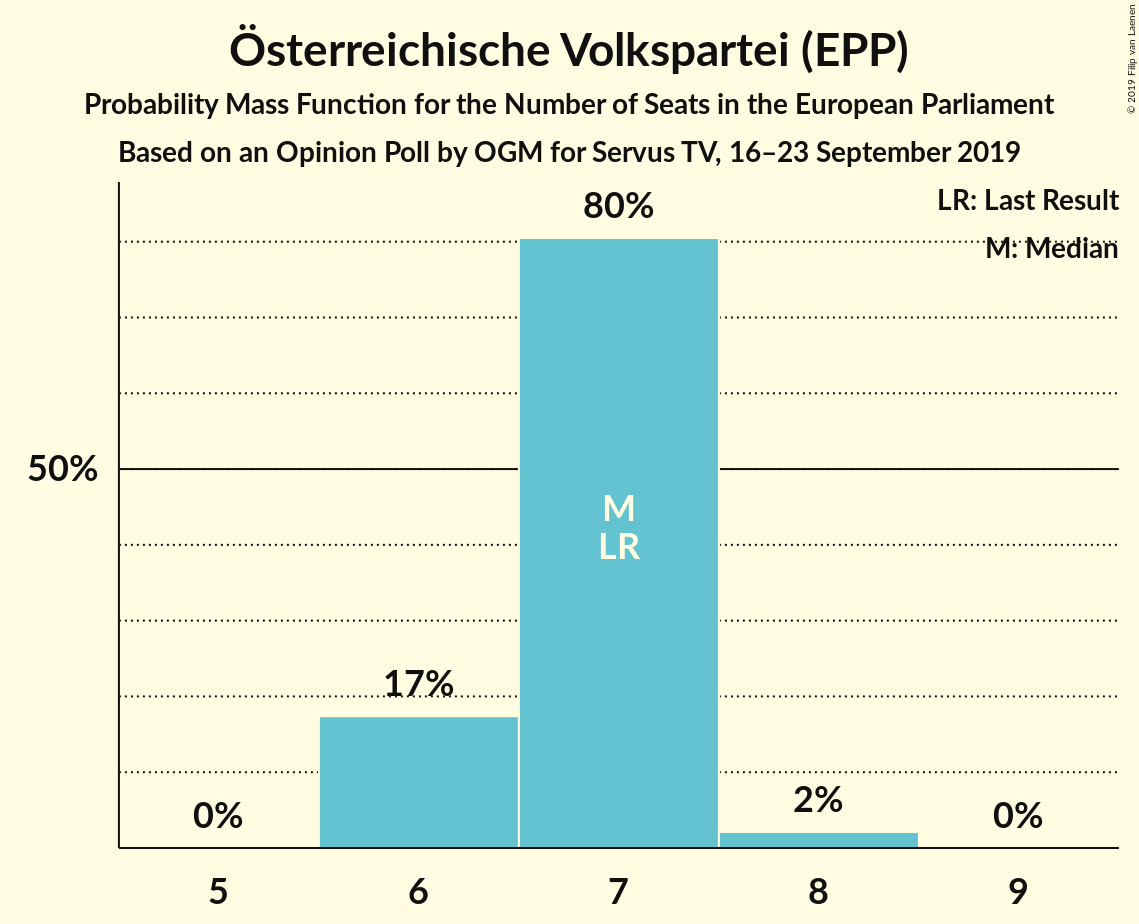 Österreichische Volkspartei (EPP)
Probability Mass Function for the Number of Seats in the European Parliament
Based on an Opinion Poll by OGM for Servus TV, 16–23 September 2019
© 2019 Filip van Laenen
LR: Last Result
M: Median
80%
50%
M
LR
17%
0%
2%
0%
5
6
7
8
9